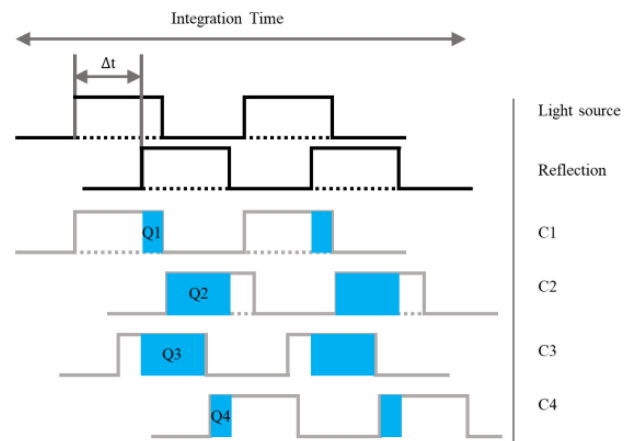 Integration Time
Δt
Light source
Reflection
Q1
C1
Q2
C2
Q3
C3
Q4
C4